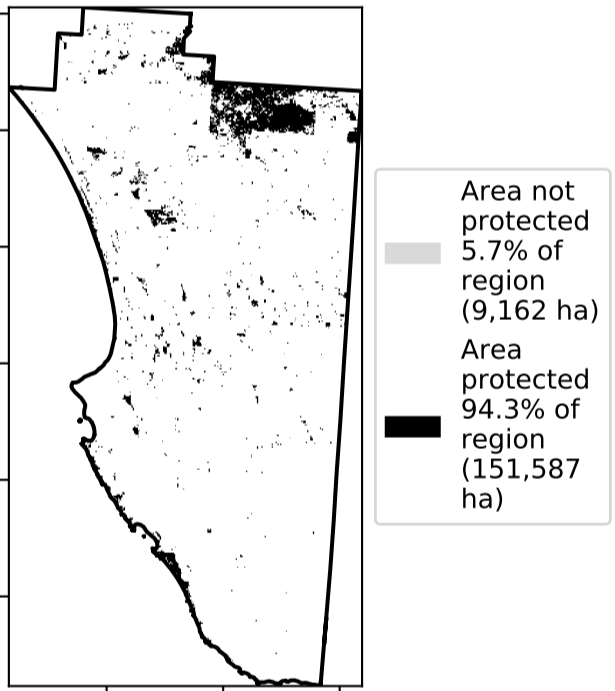 Area not
protected
5.7% of
region
(9,162 ha)
Area
protected
94.3% of
region
(151,587
ha)